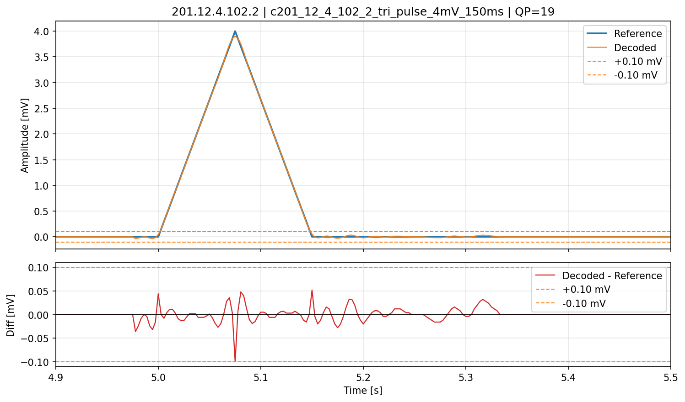 201.12.4.102.2 | c201_12_4_102_2_tri_pulse_4mV_150ms | QP=19
Amplitude [mV]
4.0
3.5
3.0
2.5
2.0
1.5
1.0
0.5
0.0
Reference
Decoded
+0.10 mV
-0.10 mV
Diff [mV]
0.10
0.05
0.00
−0.05
−0.10
Decoded - Reference
+0.10 mV
-0.10 mV
4.9 5.0 5.1 5.2 5.3 5.4 5.5
Time [s]